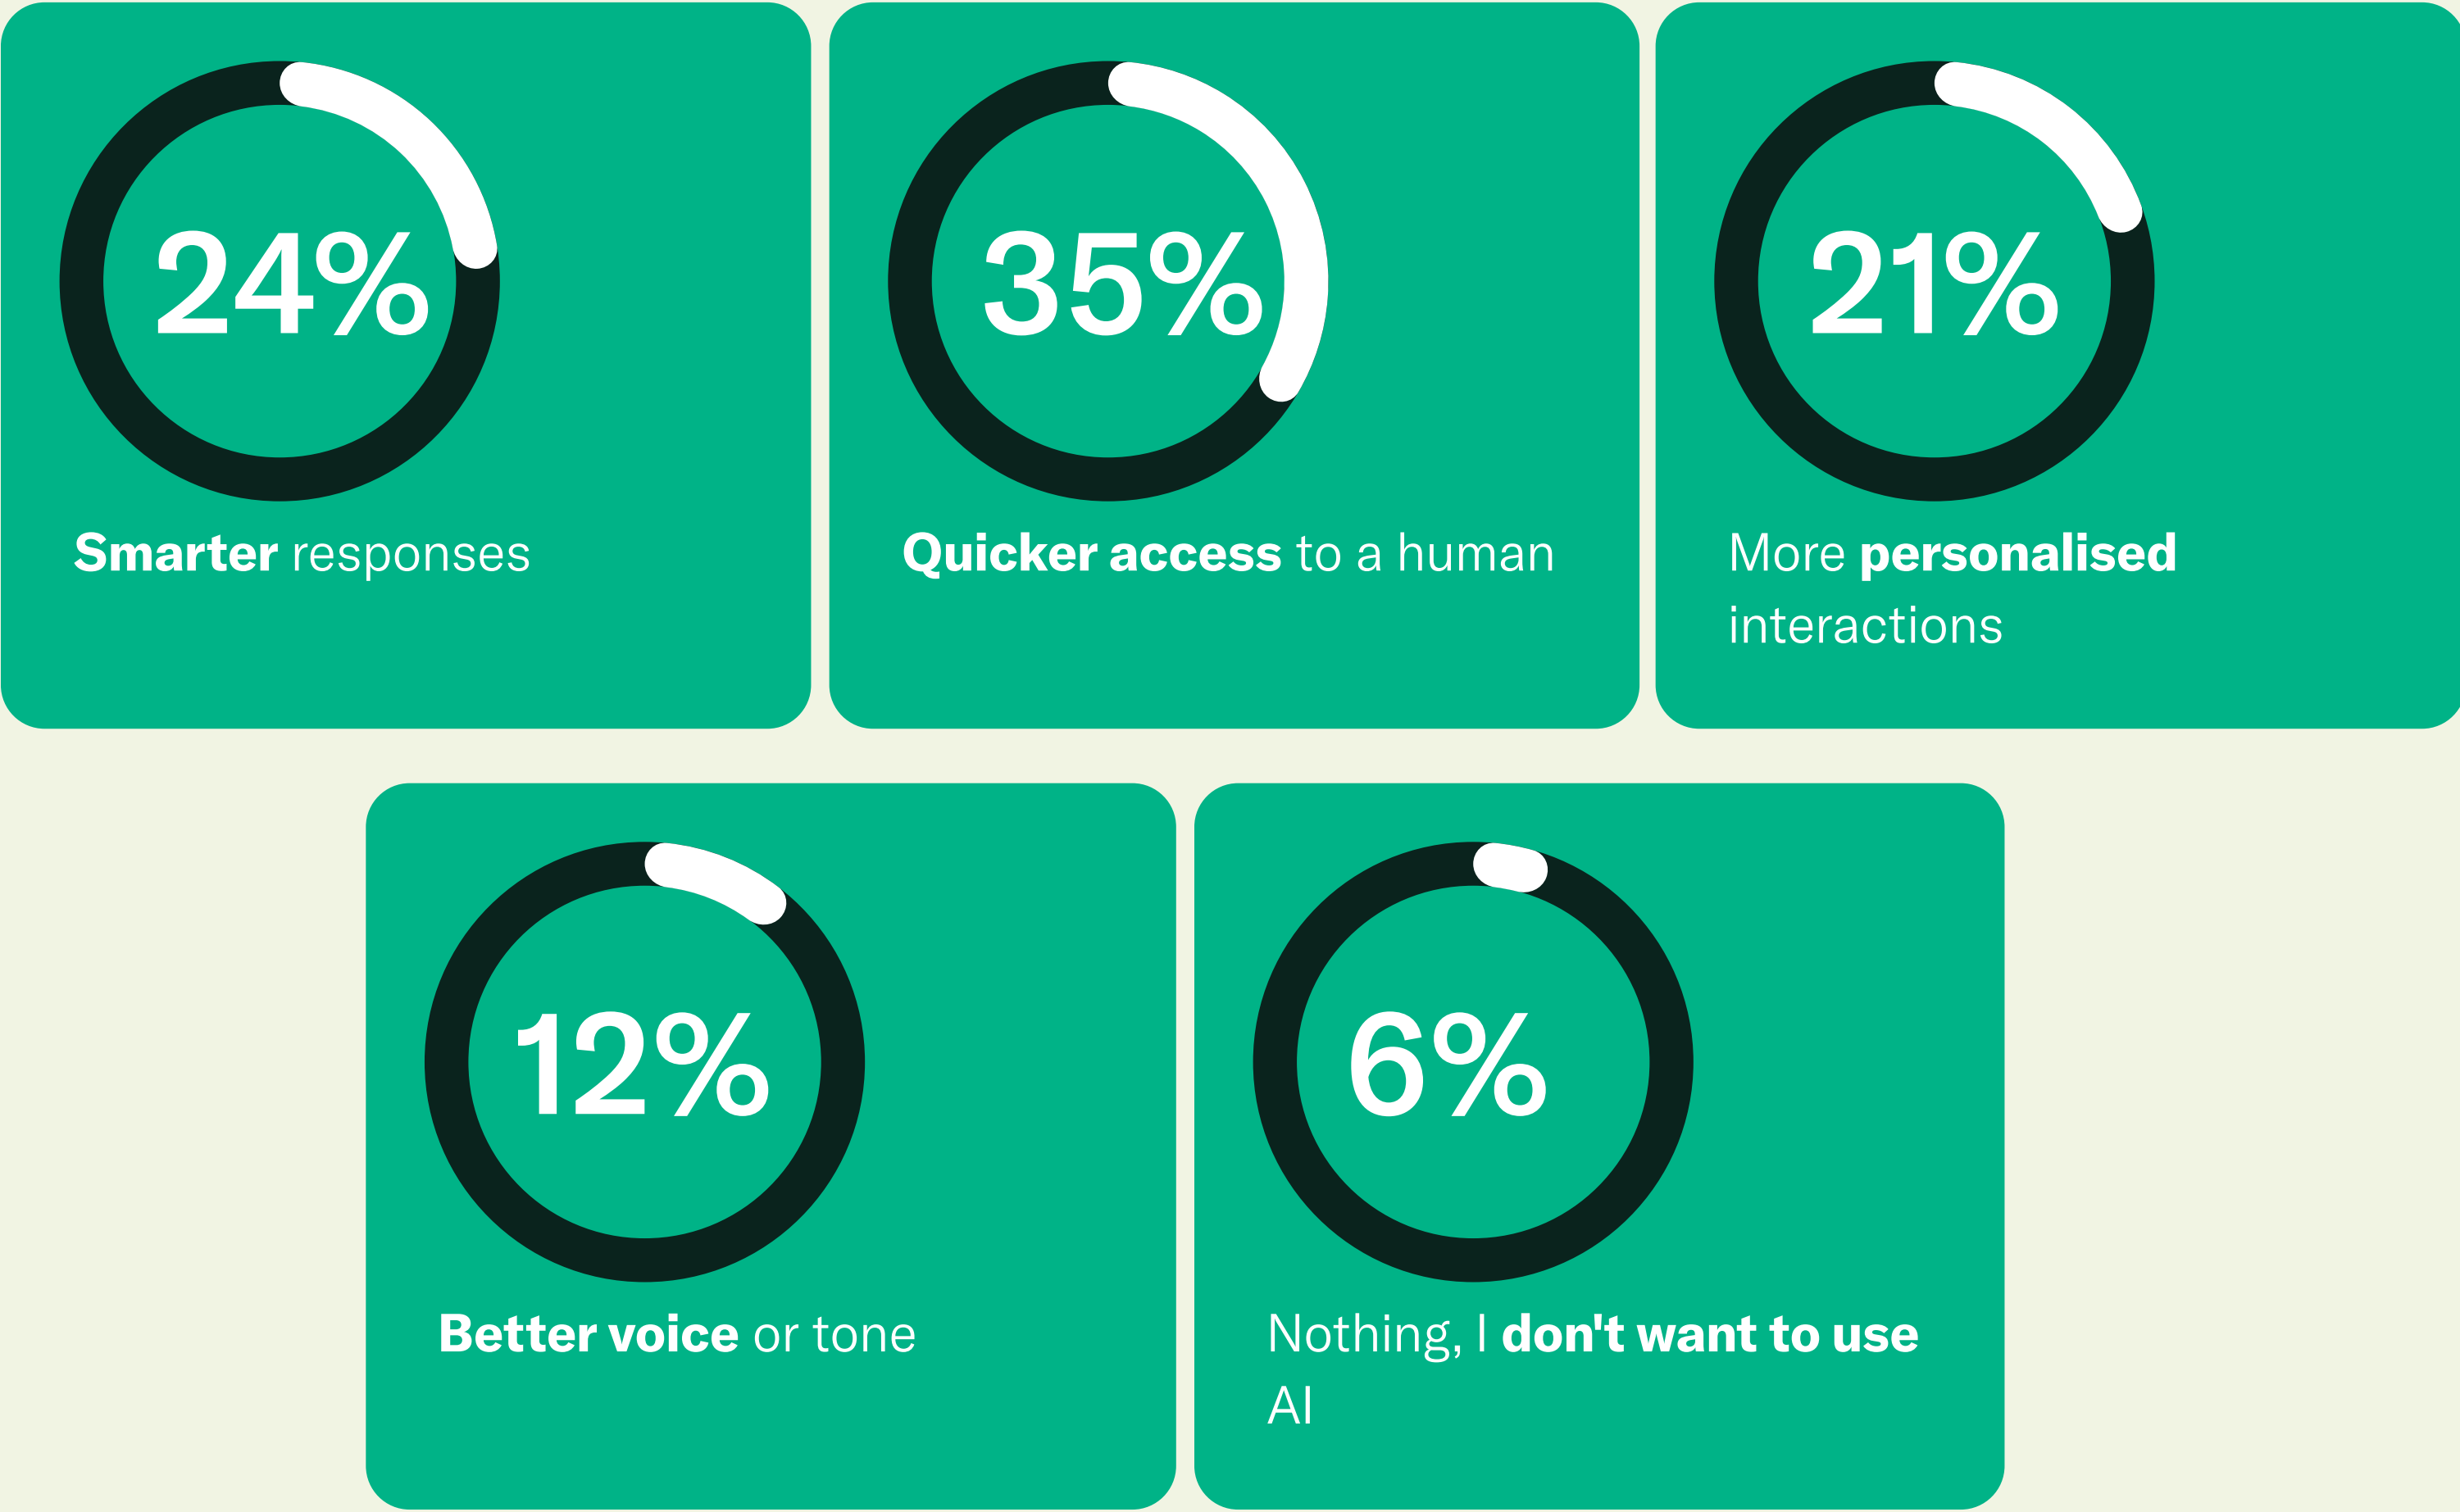 24%
Smarter responses
35%
Quicker access to a human
21%
More personalised
interactions
12%
Better voice or tone
6%
Nothing, I don't want to use
AI